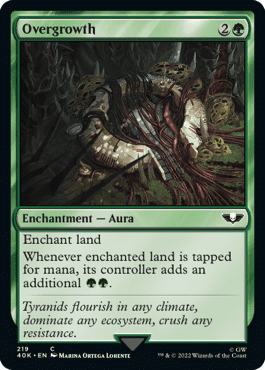 Overgrowth 2
Enchantment — Aura
Enchant land
Whenever enchanted land is tapped
for mana, its controller adds an
additional
Tyranids flourish in any climate,
dominate any ecosystem, crush any
resistance.
219 C
40K • EN Marina Ortega Lorente
© GW
™ & © 2022 Wizards of the Coast